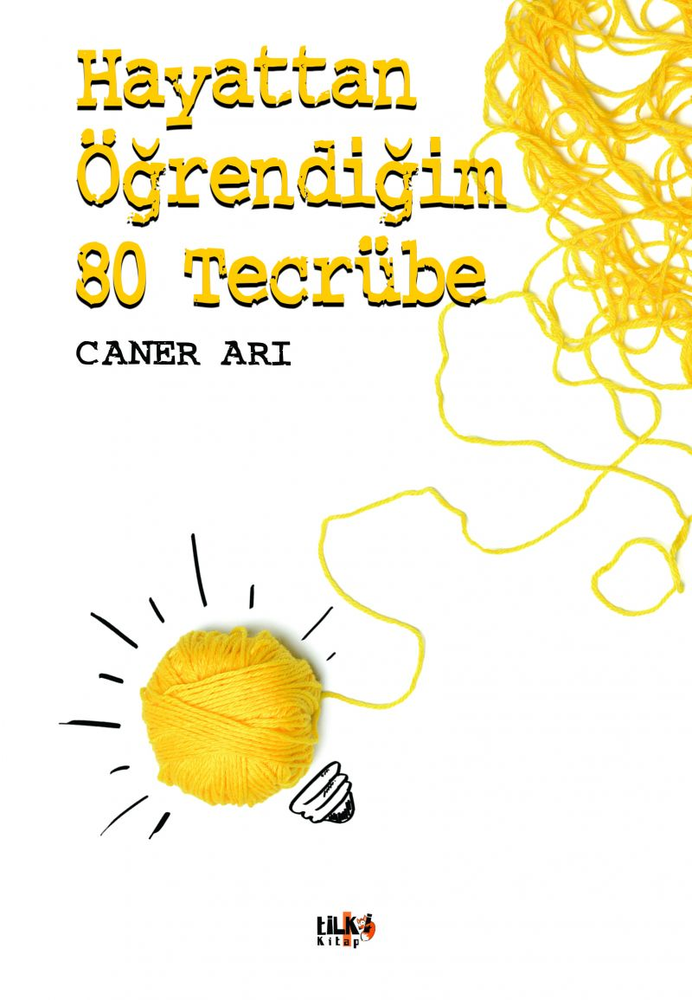 Hayattan
Öğrendiğim
80 Tecrübe
CANER ARI
tiLKi
Kitap